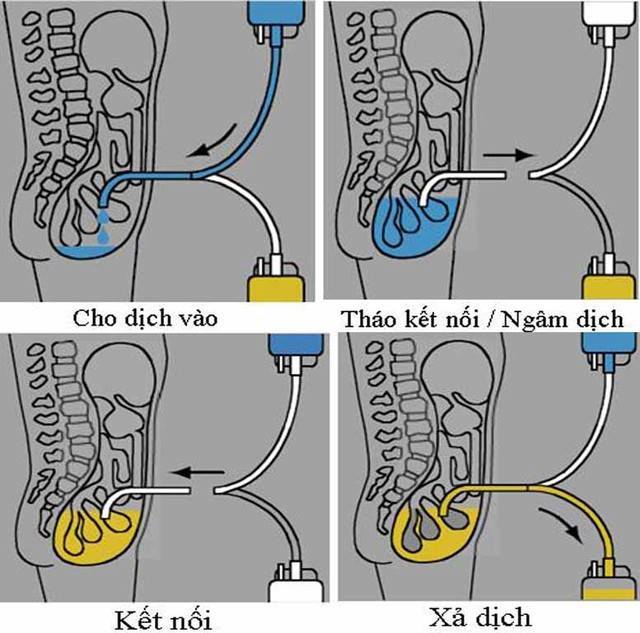 Cho dịch vào
Tháo kết nối / Ngâm dịch
Kết nối
Xả dịch